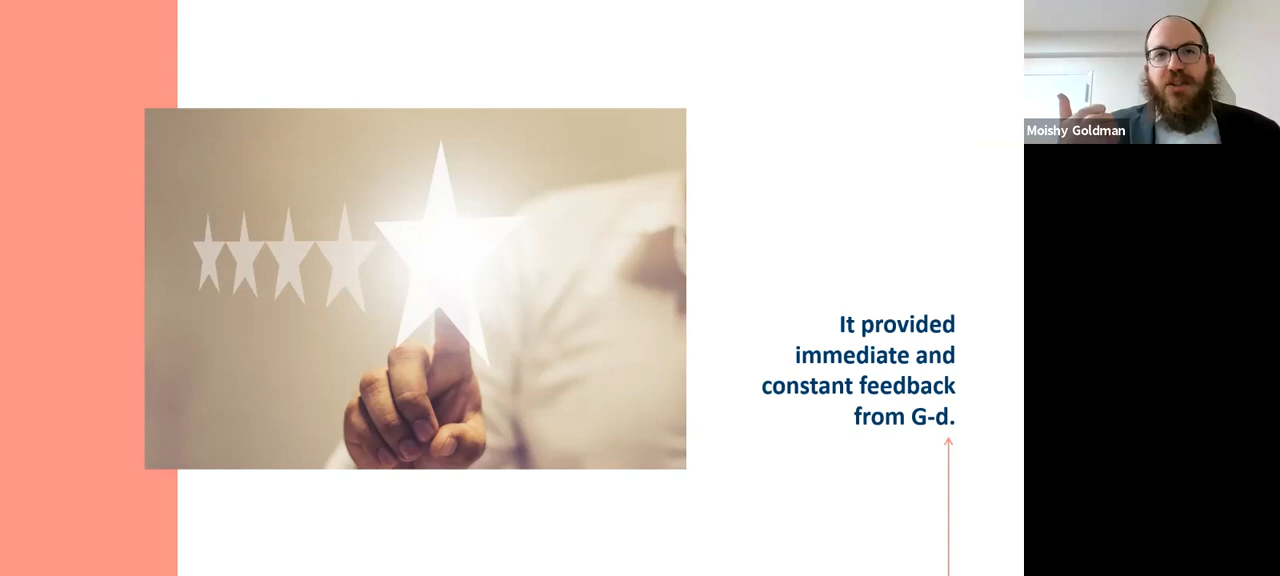 Moishy Goldman
It provided
immediate and
constant feedback
from G-d.